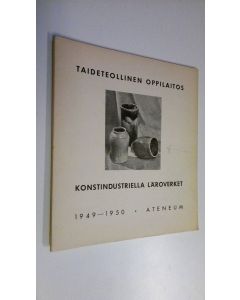 TAIDETEOLLINEN OPPILAITOS
KONSTINDUSTRIELLA LÄROVERKET
1949—1950 • ATENEUM